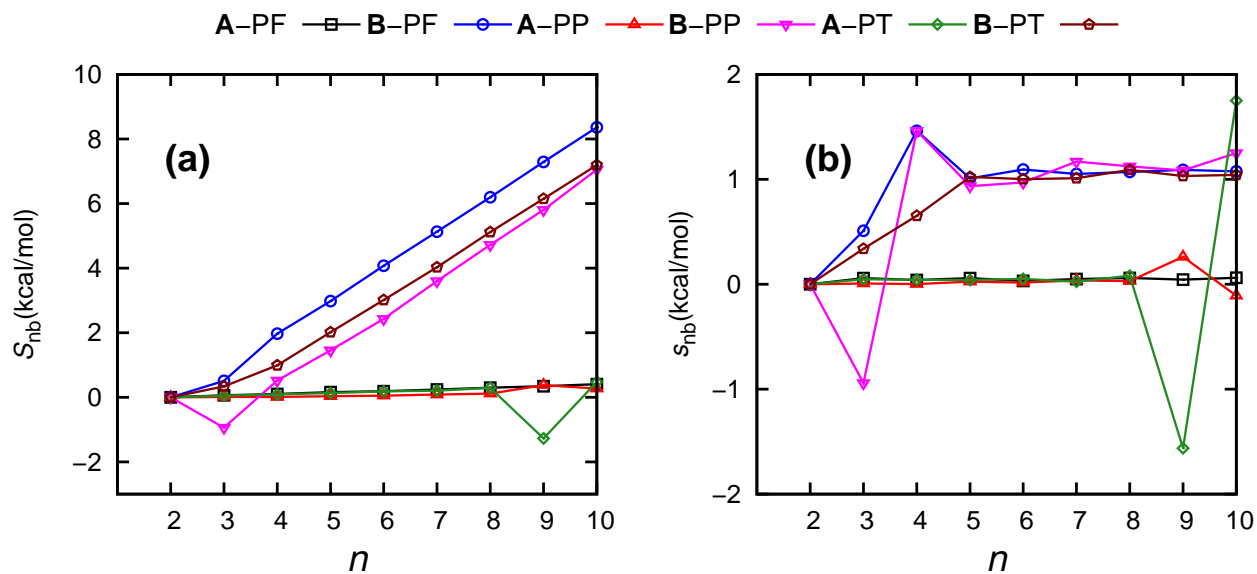 A–PF B–PF A–PP B–PP A–PT B–PT
(a)
S_nb(kcal/mol)
10
8
6
4
2
0
–2
2 3 4 5 6 7 8 9 10
n
(b)
s_nb(kcal/mol)
2
1
0
–1
–2
2 3 4 5 6 7 8 9 10
n